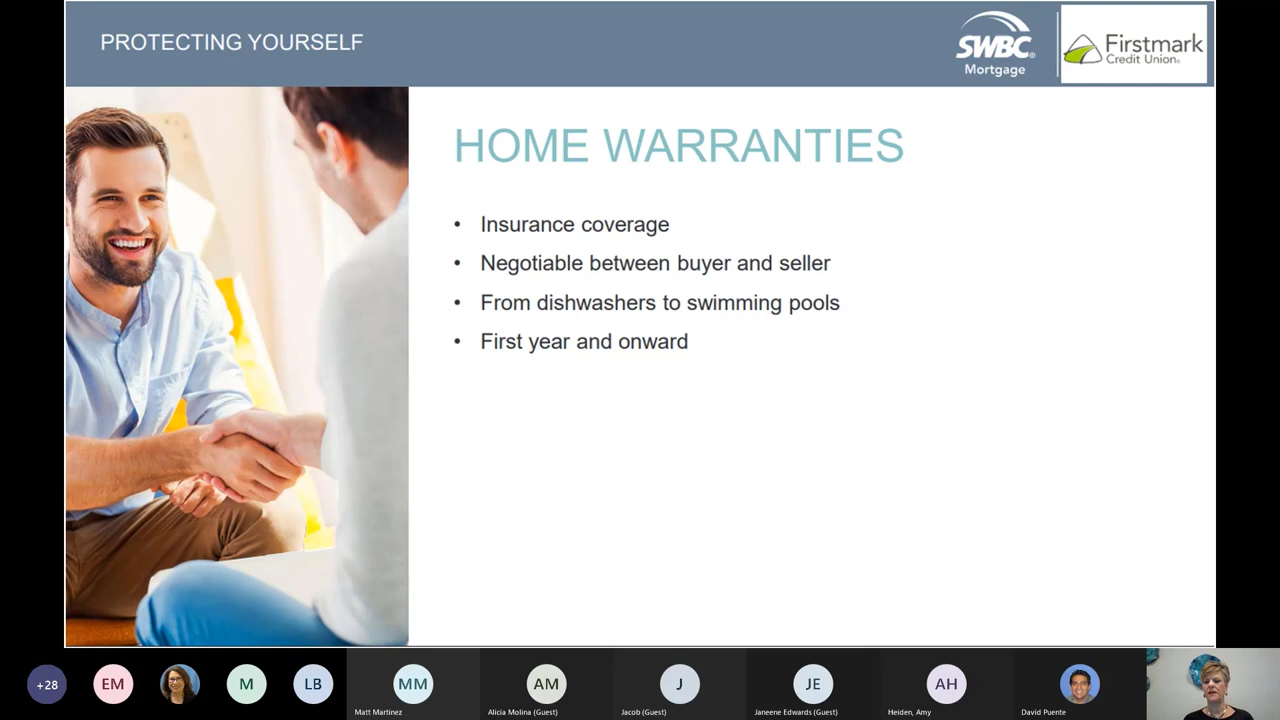 PROTECTING YOURSELF
SWBC®
Mortgage
Firstmark
Credit Union®
HOME WARRANTIES
• Insurance coverage
• Negotiable between buyer and seller
• From dishwashers to swimming pools
• First year and onward
+28
EM
M
LB
MM
AM
J
JE
AH
Matt Martinez
Alicia Molina (Guest)
Jacob (Guest)
Janeene Edwards (Guest)
Heiden, Amy
David Puente